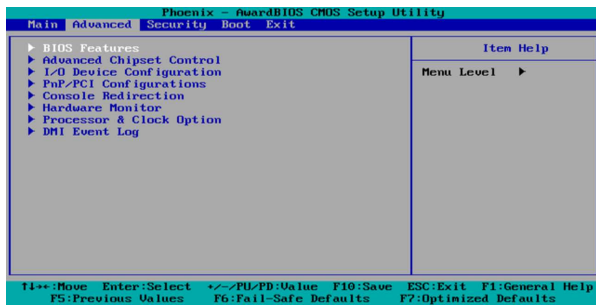 Phoenix - AwardBIOS CMOS Setup Utility
Main Advanced Security Boot Exit
BIOS Features
Advanced Chipset Control
I/O Device Configuration
PnP/PCI Configurations
Console Redirection
Hardware Monitor
Processor & Clock Option
DMI Event Log
Item Help
Menu Level ▶
↑↓→←:Move Enter:Select +/-/PU/PD:Value F10:Save ESC:Exit F1:General Help
F5:Previous Values F6:Fail-Safe Defaults F7:Optimized Defaults